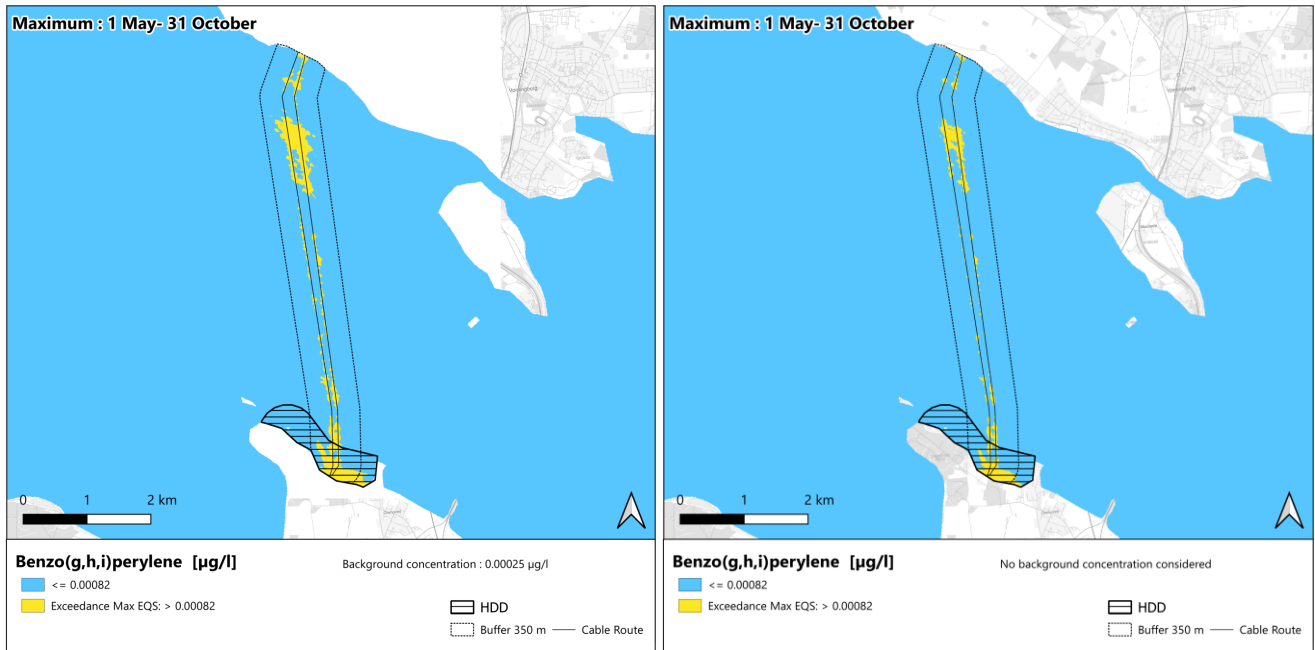 Maximum : 1 May- 31 October
Vordingborg
0 1 2 km
Benzo(g,h,i)perylene [µg/l]
Background concentration : 0.00025 µg/l
<= 0.00082
Exceedance Max EQS: > 0.00082
HDD
Buffer 350 m
Cable Route
Maximum : 1 May- 31 October
Vordingborg
0 1 2 km
Benzo(g,h,i)perylene [µg/l]
No background concentration considered
<= 0.00082
Exceedance Max EQS: > 0.00082
HDD
Buffer 350 m
Cable Route